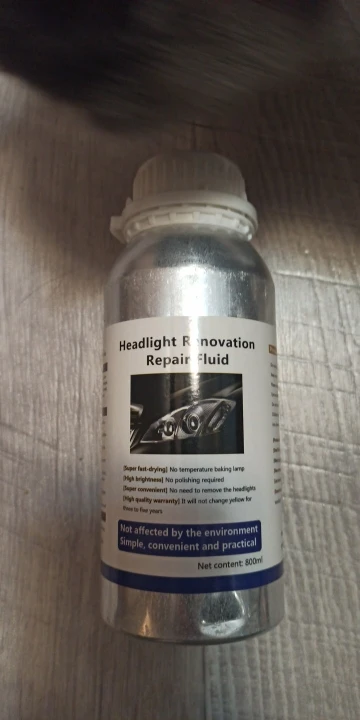 Headlight Renovation
Repair Fluid
[Super fast-drying] No temperature baking lamp
[High brightness] No polishing required
[Super convenient] No need to remove the headlights
[High quality warranty] It will not change yellow for
three to five years
Not affected by the environment
Simple, convenient and practical
Net content: 800ml